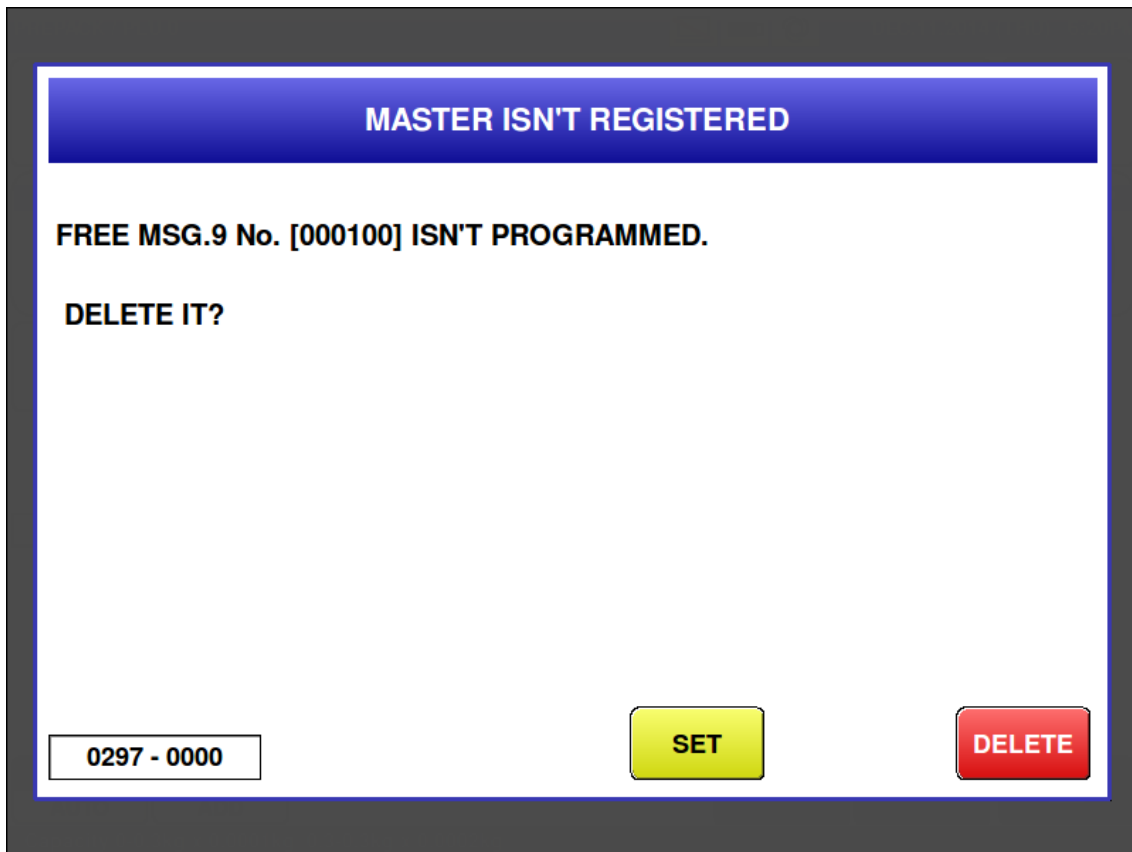 MASTER ISN'T REGISTERED
FREE MSG.9 No. [000100] ISN'T PROGRAMMED.
DELETE IT?
0297 - 0000
SET
DELETE